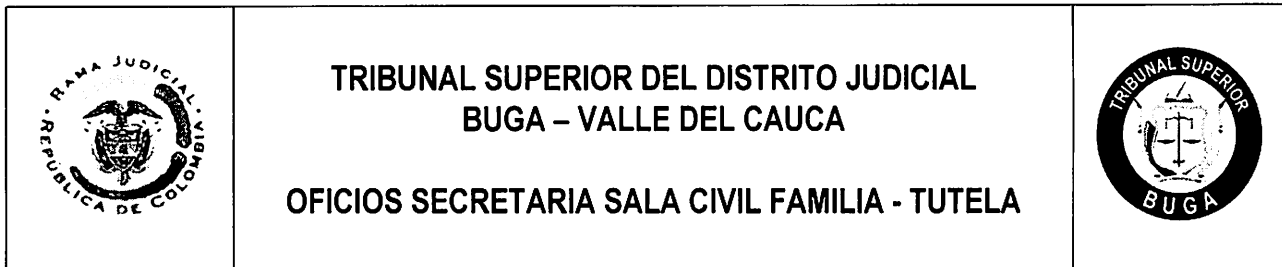 RAMA JUDICIAL
REPÚBLICA DE COLOMBIA
TRIBUNAL SUPERIOR DEL DISTRITO JUDICIAL
BUGA – VALLE DEL CAUCA
OFICIOS SECRETARIA SALA CIVIL FAMILIA - TUTELA
TRIBUNAL SUPERIOR
BUGA